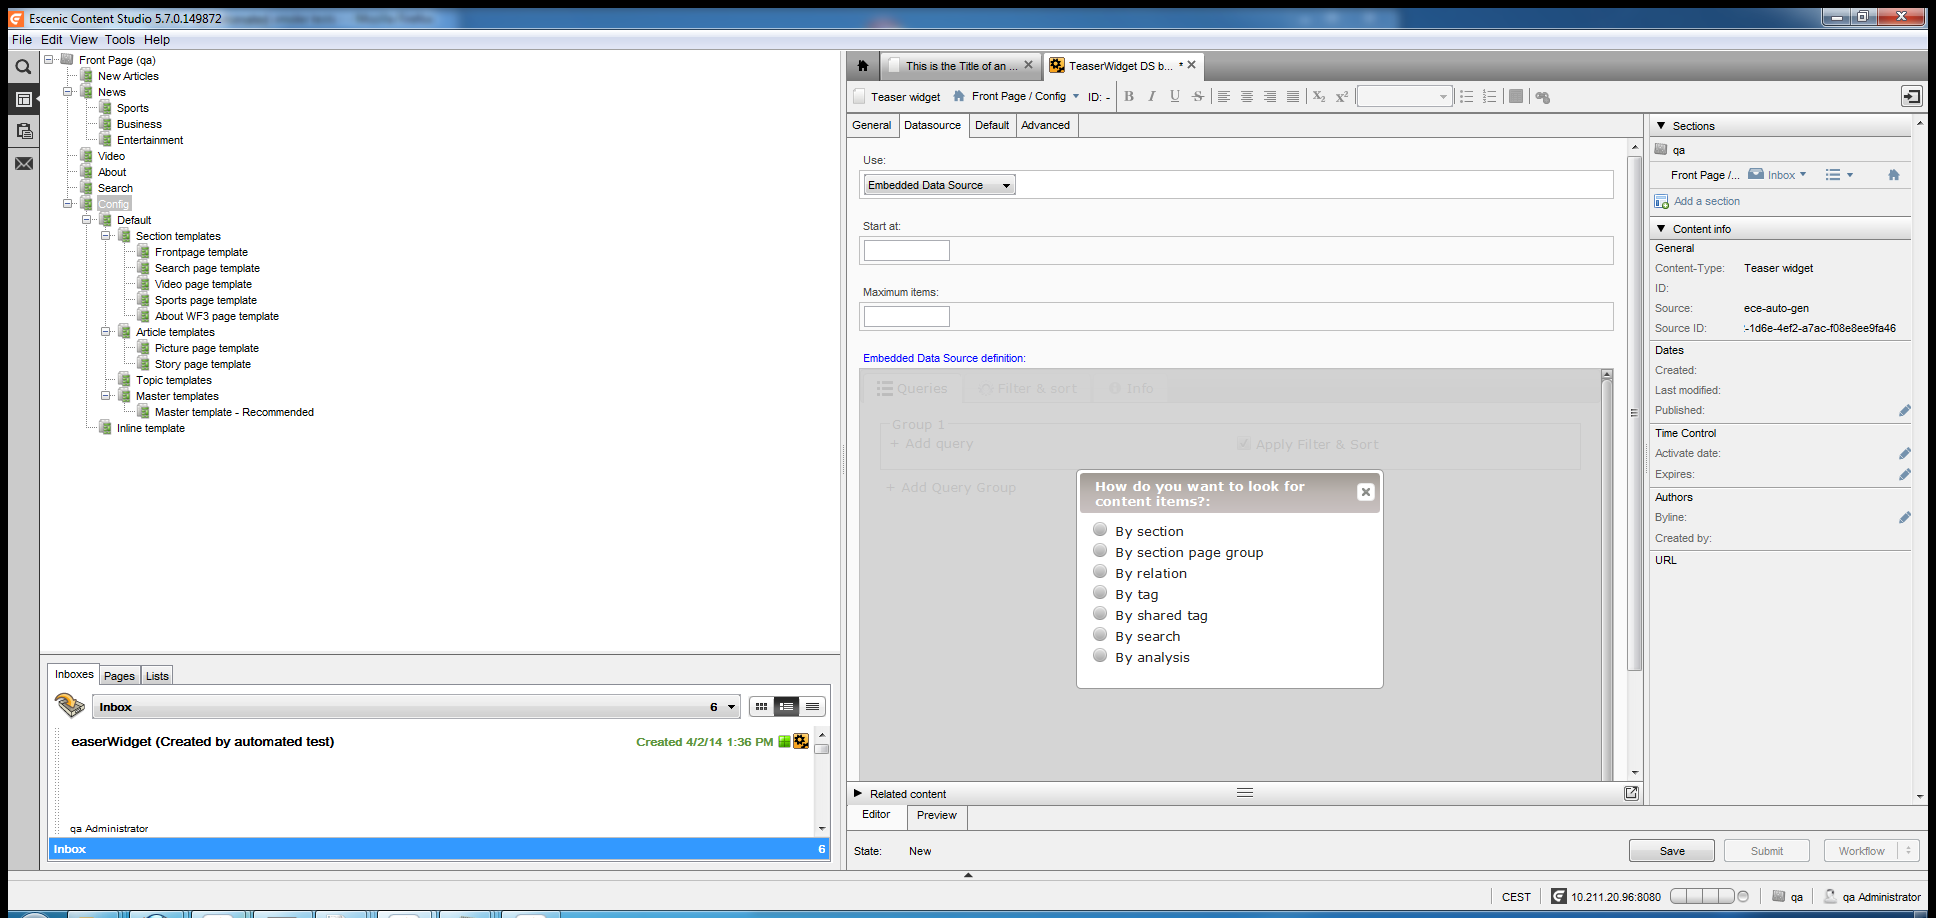 Escenic Content Studio 5.7.0.149872
File Edit View Tools Help
Front Page (qa)
New Articles
News
Sports
Business
Entertainment
Video
About
Search
Config
Default
Section templates
Frontpage template
Search page template
Video page template
Sports page template
About WF3 page template
Article templates
Picture page template
Story page template
Topic templates
Master templates
Master template - Recommended
Inline template
Inboxes Pages Lists
Inbox 6
easerWidget (Created by automated test) Created 4/2/14 1:36 PM
qa Administrator
Inbox 6
This is the Title of an ... TeaserWidget DS b... *
Teaser widget Front Page / Config ID: - B I U S X2 X2
General Datasource Default Advanced
Use:
Embedded Data Source
Start at:
Maximum items:
Embedded Data Source definition:
Queries Filter & sort Info
Group 1
+ Add query Apply Filter & Sort
+ Add Query Group
How do you want to look for
content items?:
By section
By section page group
By relation
By tag
By shared tag
By search
By analysis
Related content
Editor Preview
State: New
Save Submit Workflow
Sections
qa
Front Page /... Inbox
Add a section
Content info
General
Content-Type: Teaser widget
ID:
Source: ece-auto-gen
Source ID: :-1d6e-4ef2-a7ac-f08e8ee9fa46
Dates
Created:
Last modified:
Published:
Time Control
Activate date:
Expires:
Authors
Byline:
Created by:
URL
CEST 10.211.20.96:8080 qa qa Administrator